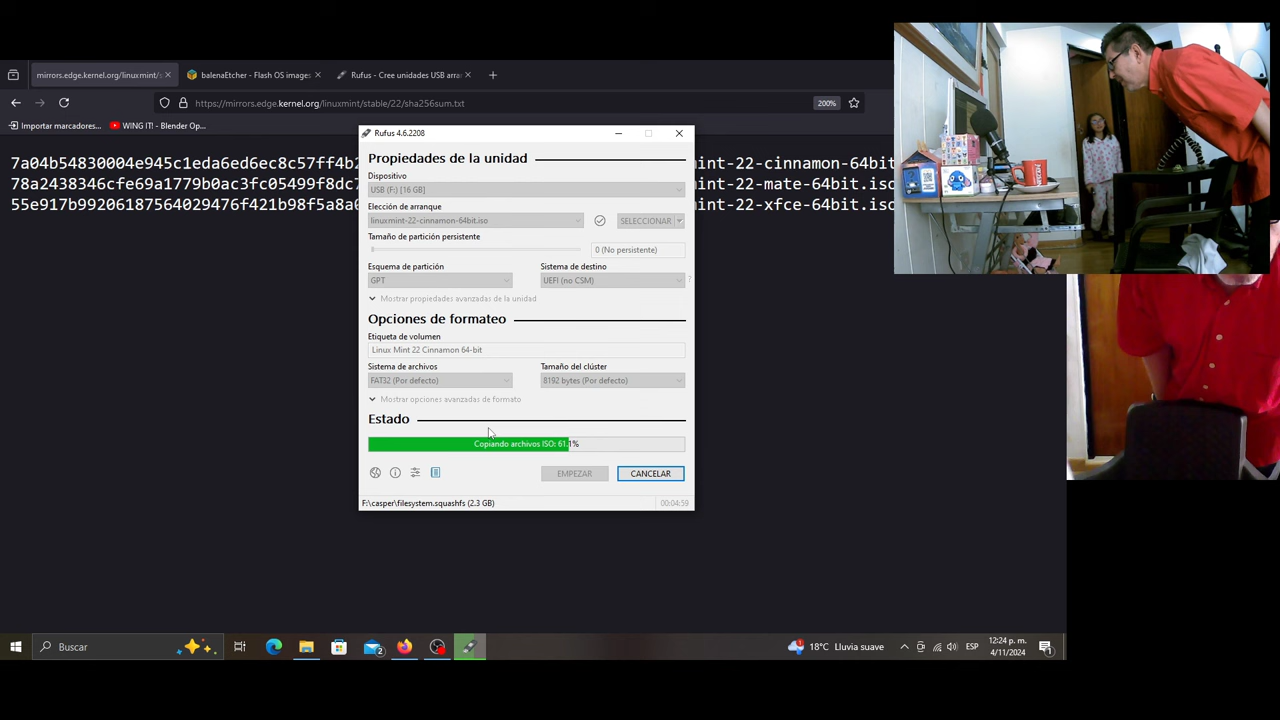 mirrors.edge.kernel.org/linuxmint/s
balenaEtcher - Flash OS images
Rufus - Cree unidades USB arra
https://mirrors.edge.kernel.org/linuxmint/stable/22/sha256sum.txt
200%
Importar marcadores...
WING IT! - Blender Op...
7a04b54830004e945c1eda6ed6ec8c57ff4b2
mint-22-cinnamon-64bit
78a2438346cfe69a1779b0ac3fc05499f8dc7
mint-22-mate-64bit.iso
55e917b99206187564029476f421b98f5a8a0
mint-22-xfce-64bit.iso
Rufus 4.6.2208
Propiedades de la unidad
Dispositivo
USB (F:) [16 GB]
Elección de arranque
linuxmint-22-cinnamon-64bit.iso
SELECCIONAR
Tamaño de partición persistente
0 (No persistente)
Esquema de partición
Sistema de destino
GPT
UEFI (no CSM)
?
Mostrar propiedades avanzadas de la unidad
Opciones de formateo
Etiqueta de volumen
Linux Mint 22 Cinnamon 64-bit
Sistema de archivos
Tamaño del clúster
FAT32 (Por defecto)
8192 bytes (Por defecto)
Mostrar opciones avanzadas de formato
Estado
Copiando archivos ISO: 61.1%
EMPEZAR
CANCELAR
F:\casper\filesystem.squashfs (2.3 GB)
00:04:59
Buscar
2
1
18°C Lluvia suave
ESP
12:24 p. m.
4/11/2024
1